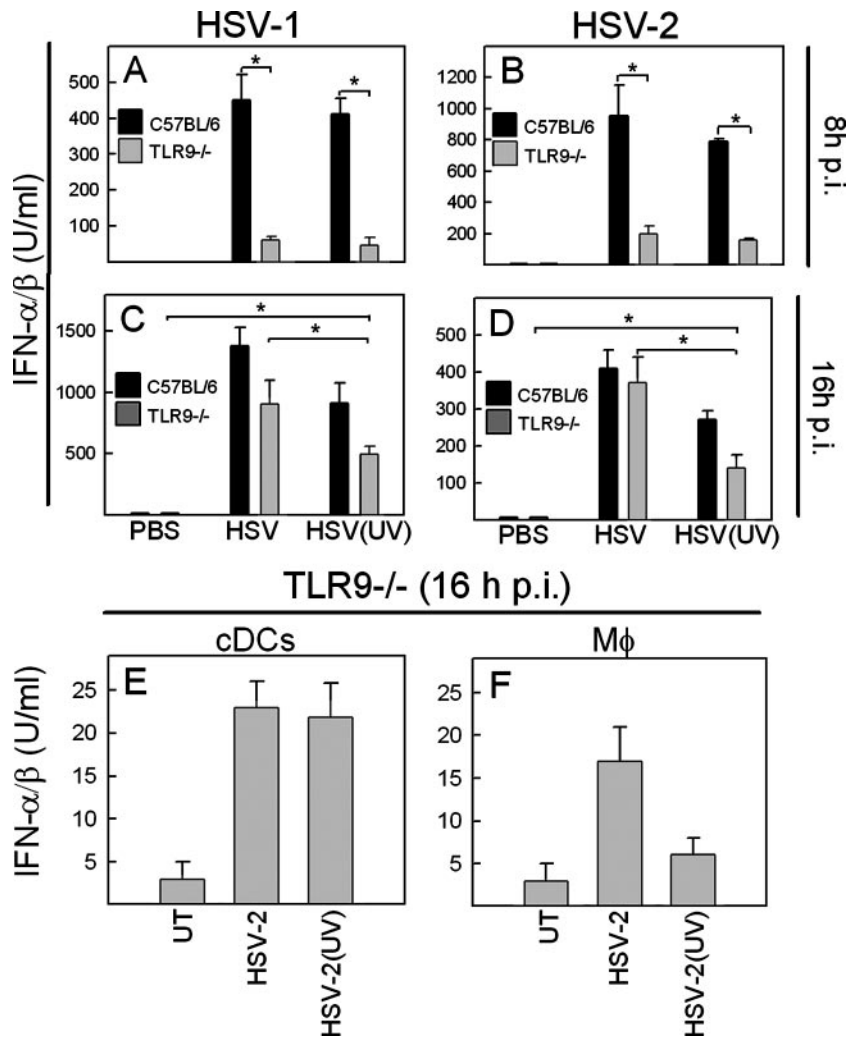 HSV-1 HSV-2
A
500
400
300
200
100
*
*
C57BL/6
TLR9-/-
B
1200
1000
800
600
400
200
*
*
C57BL/6
TLR9-/-
8h p.i.
IFN-α/β (U/ml)
C
1500
1000
500
*
*
C57BL/6
TLR9-/-
PBS HSV HSV(UV)
D
500
400
300
200
100
*
*
C57BL/6
TLR9-/-
PBS HSV HSV(UV)
16h p.i.
TLR9-/- (16 h p.i.)
cDCs
E
25
20
15
10
5
IFN-α/β (U/ml)
UT
HSV-2
HSV-2(UV)
Mϕ
F
25
20
15
10
5
UT
HSV-2
HSV-2(UV)